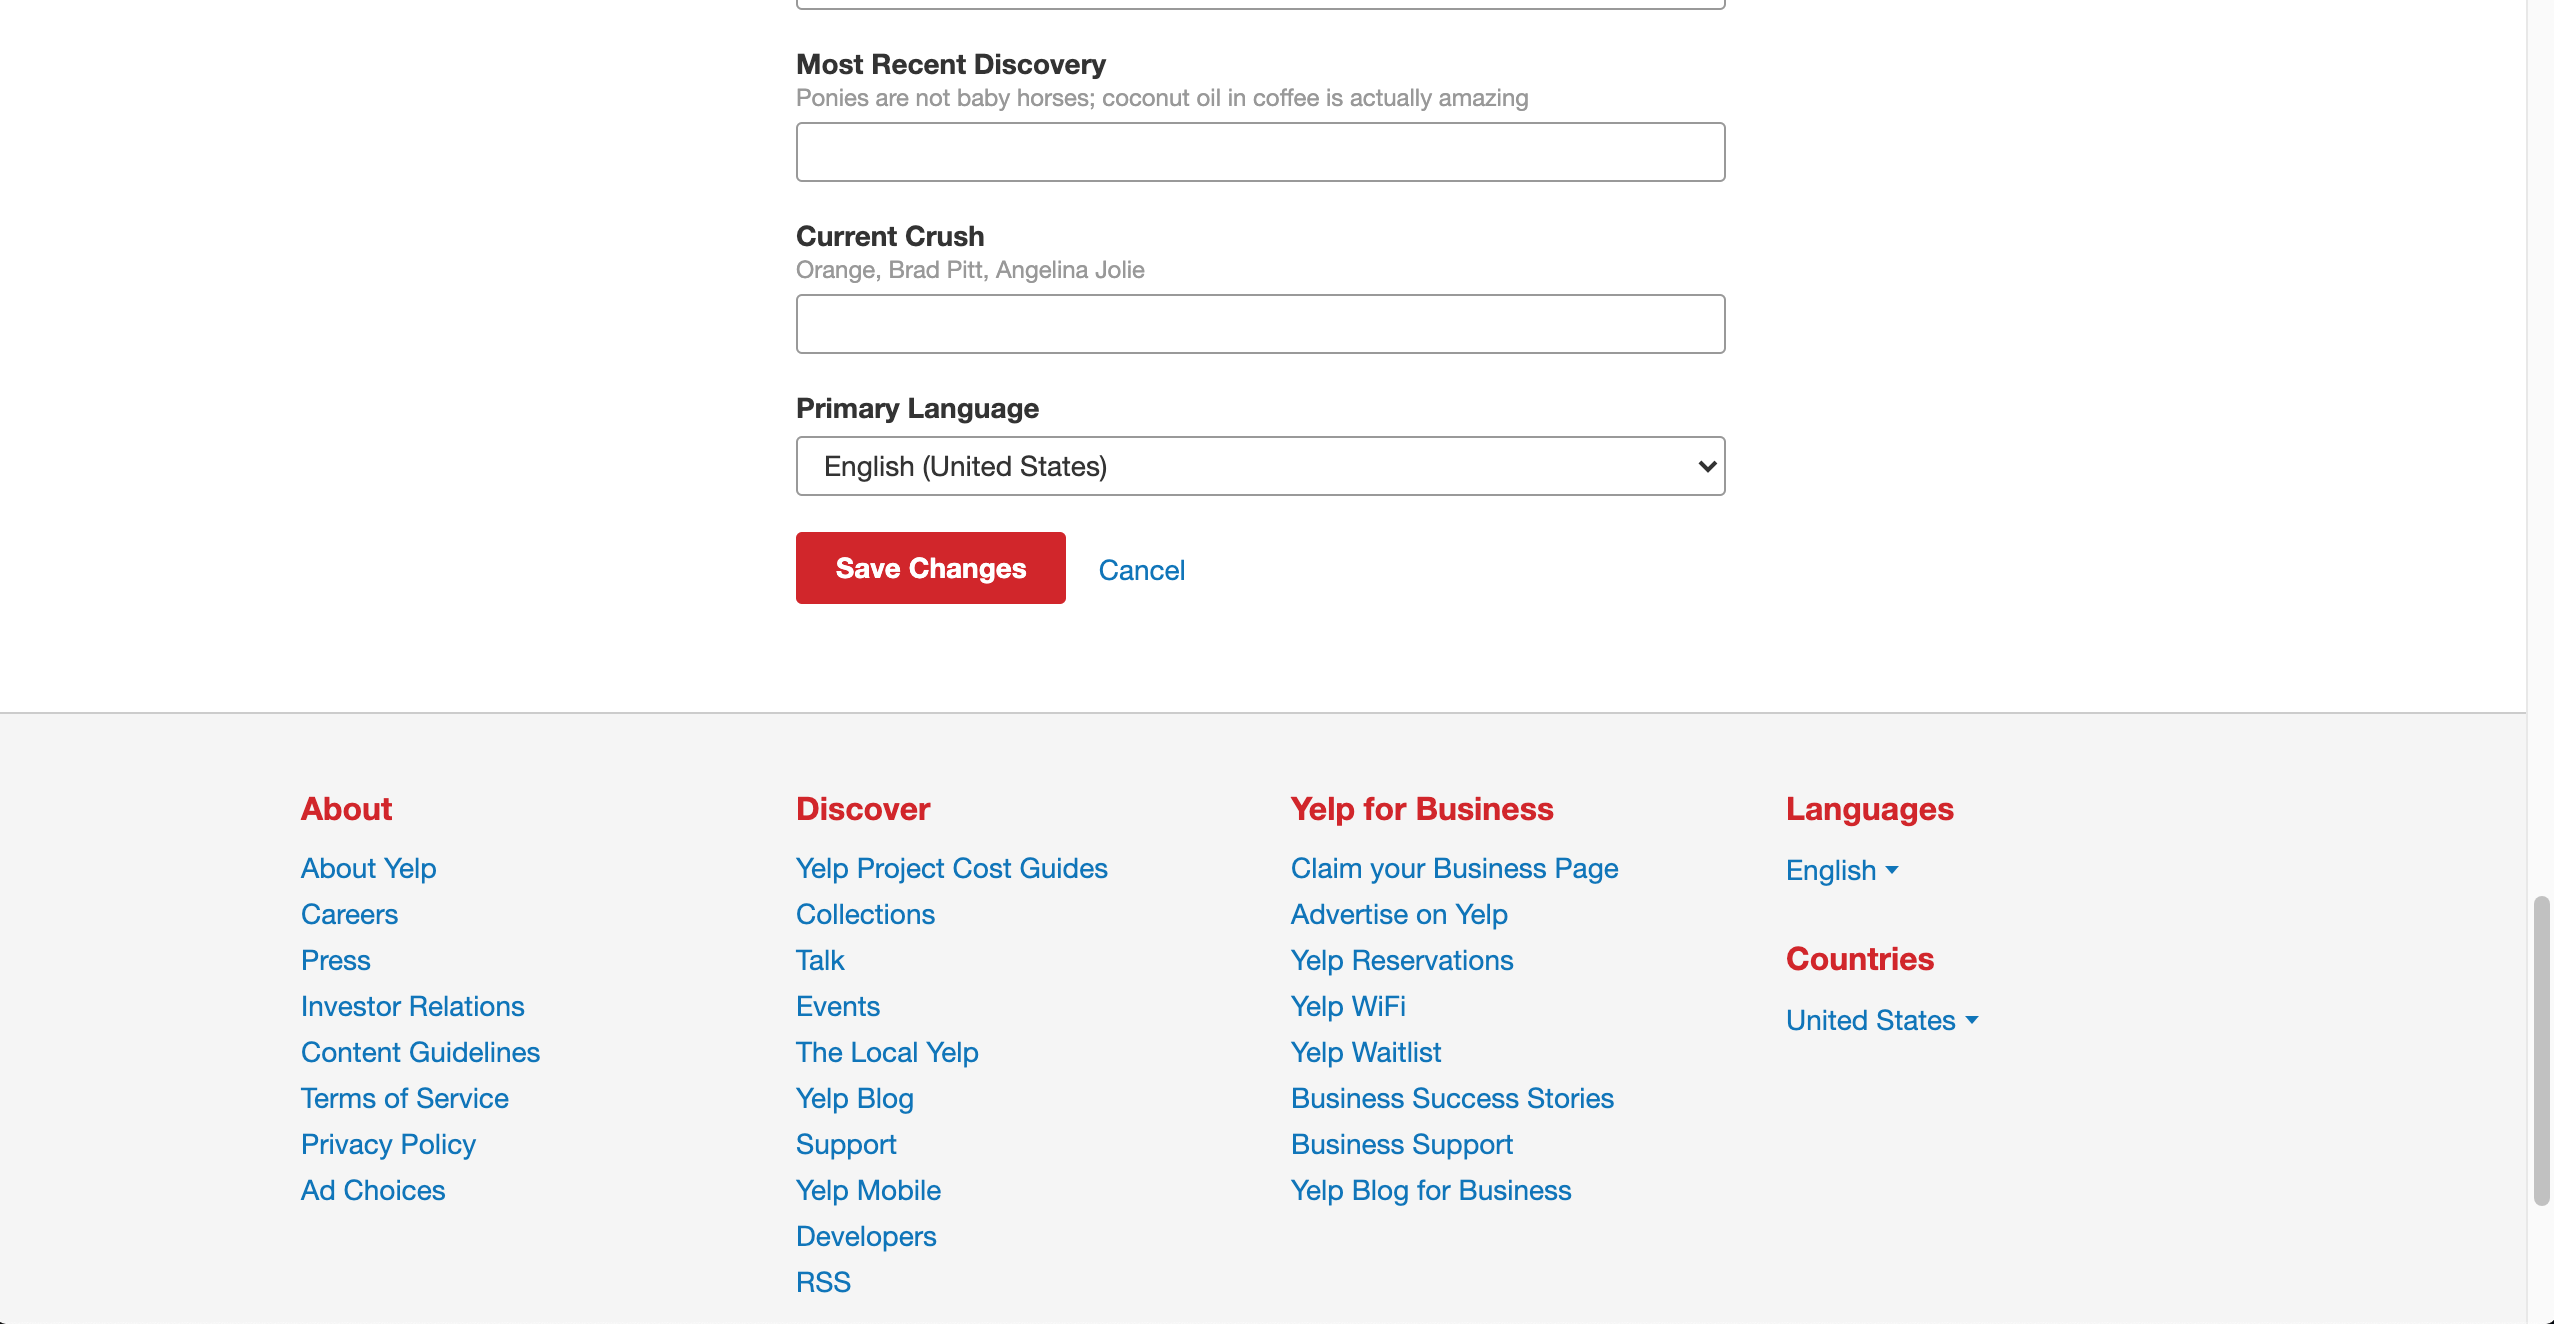 Most Recent Discovery
Ponies are not baby horses; coconut oil in coffee is actually amazing
Current Crush
Orange, Brad Pitt, Angelina Jolie
Primary Language
English (United States)
Save Changes
Cancel
About
About Yelp
Careers
Press
Investor Relations
Content Guidelines
Terms of Service
Privacy Policy
Ad Choices
Discover
Yelp Project Cost Guides
Collections
Talk
Events
The Local Yelp
Yelp Blog
Support
Yelp Mobile
Developers
RSS
Yelp for Business
Claim your Business Page
Advertise on Yelp
Yelp Reservations
Yelp WiFi
Yelp Waitlist
Business Success Stories
Business Support
Yelp Blog for Business
Languages
English
Countries
United States